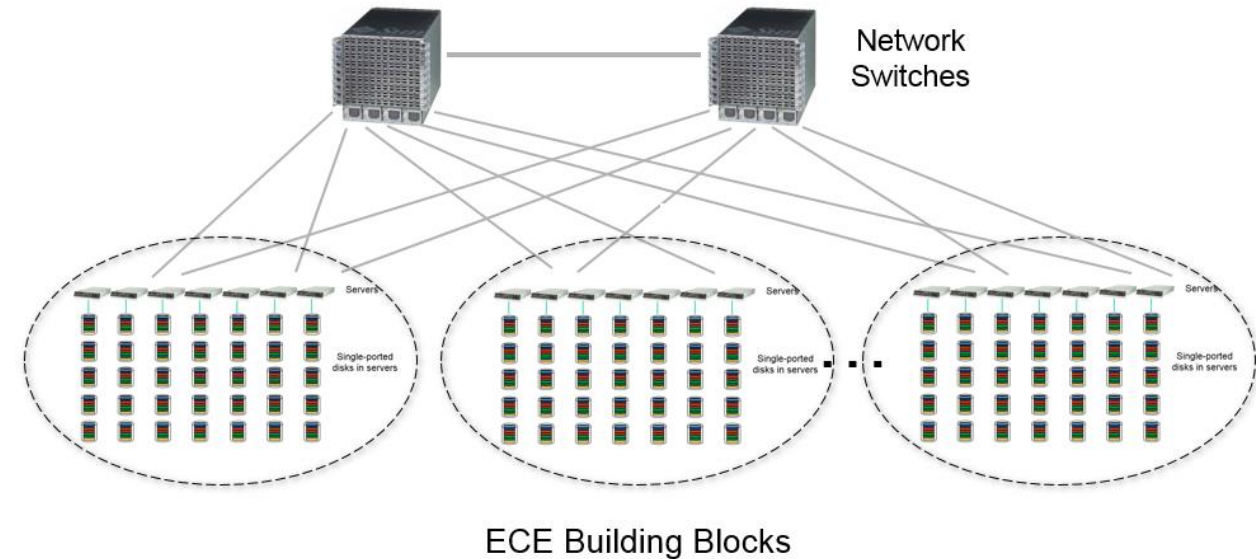 Network
Switches
Servers
Single-ported
disks in servers
Servers
Single-ported
disks in servers
. . .
Servers
Single-ported
disks in servers
ECE Building Blocks